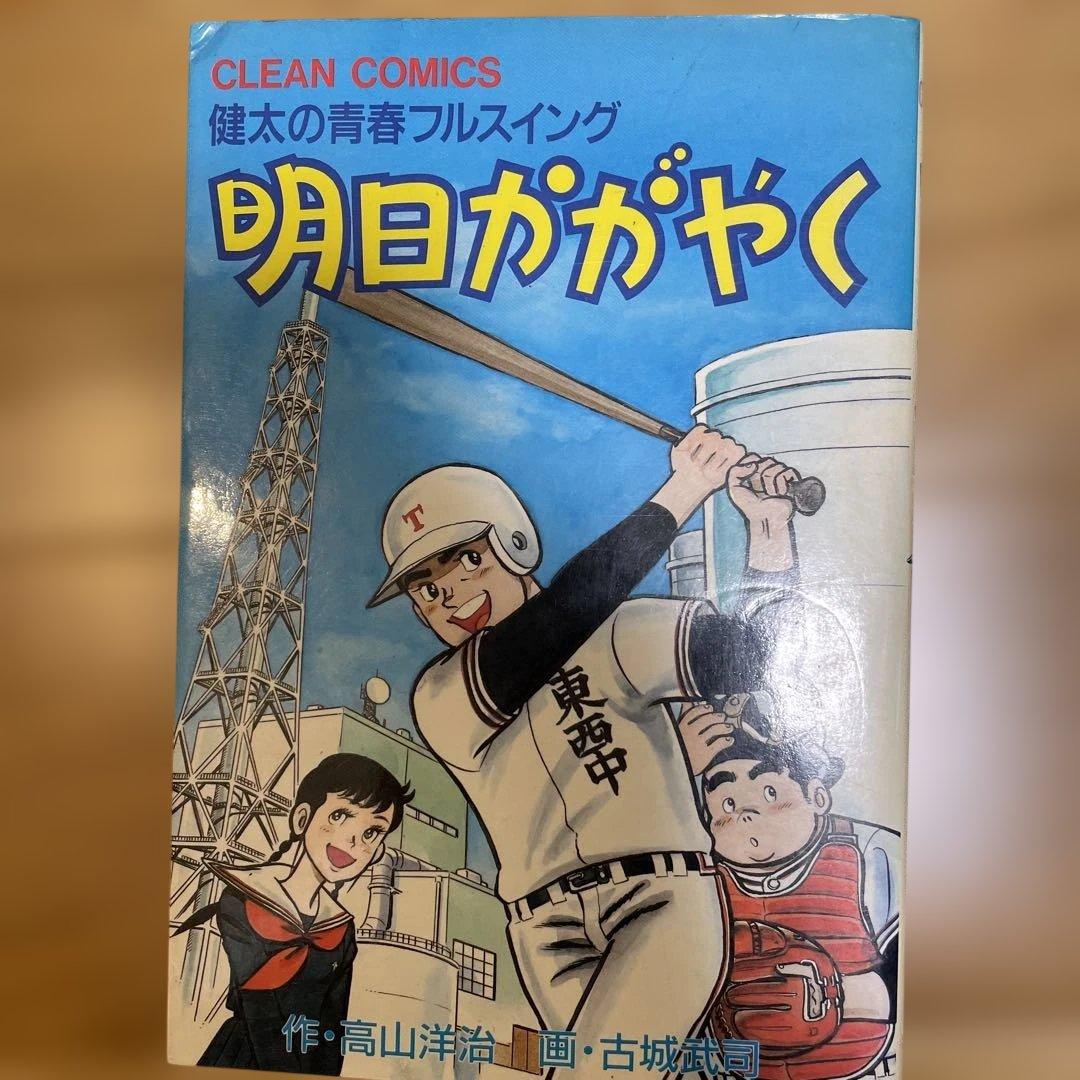 CLEAN COMICS
健太の青春フルスイング
明日かがやく
T
東西中
作・高山洋治 画・古城武司